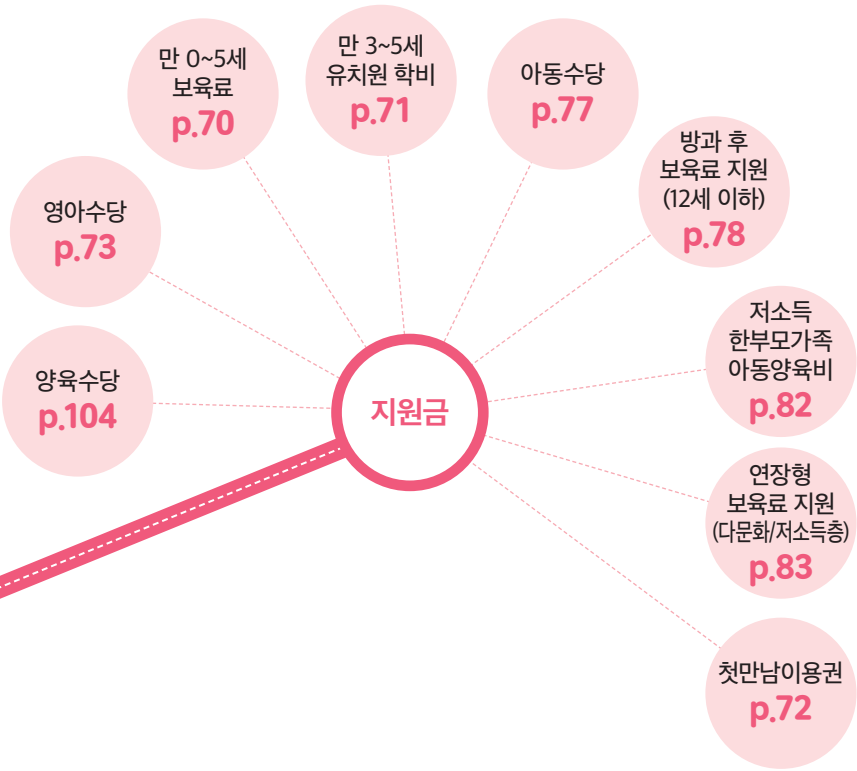 만 0~5세
보육료
p.70
만 3~5세
유치원 학비
p.71
아동수당
p.77
방과 후
보육료 지원
(12세 이하)
p.78
영아수당
p.73
양육수당
p.104
지원금
저소득
한부모가족
아동양육비
p.82
연장형
보육료 지원
(다문화/저소득층)
p.83
첫만남이용권
p.72